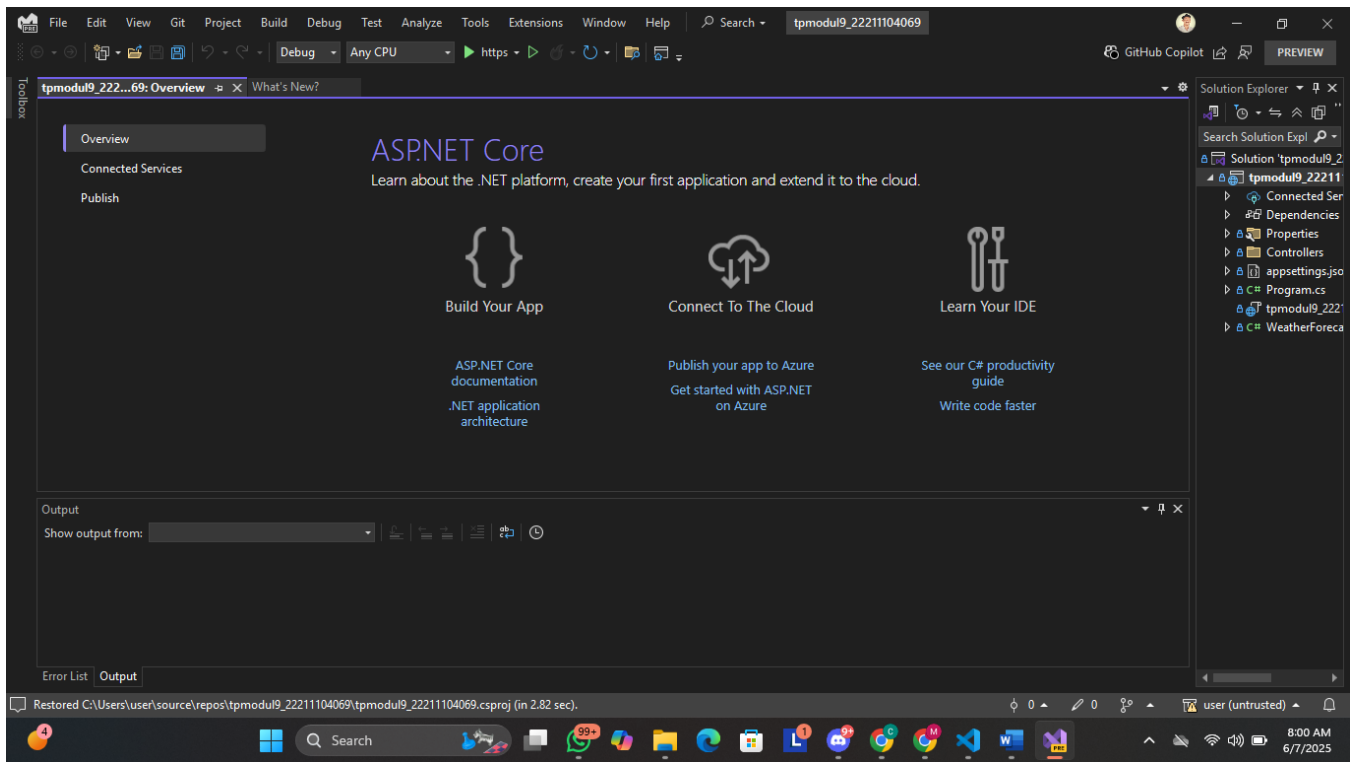 File Edit View Git Project Build Debug Test Analyze Tools Extensions Window Help Search tpmodul9_22211104069
PRE
Debug Any CPU https GitHub Copilot PREVIEW
Toolbox
tpmodul9_222...69: Overview What's New?
Solution Explorer
Search Solution Expl
Overview
Connected Services
Publish
ASP.NET Core
Learn about the .NET platform, create your first application and extend it to the cloud.
Build Your App
Connect To The Cloud
Learn Your IDE
ASP.NET Core
documentation
.NET application
architecture
Publish your app to Azure
Get started with ASP.NET
on Azure
See our C# productivity
guide
Write code faster
Solution 'tpmodul9_2
tpmodul9_22211
Connected Ser
Dependencies
Properties
Controllers
appsettings.jso
C# Program.cs
tpmodul9_222
C# WeatherForeca
Output
Show output from:
Error List Output
Restored C:\Users\user\source\repos\tpmodul9_22211104069\tpmodul9_22211104069.csproj (in 2.82 sec).
0 0 user (untrusted)
4 Search 99+ L 1 9+ C M W PRE
8:00 AM
6/7/2025